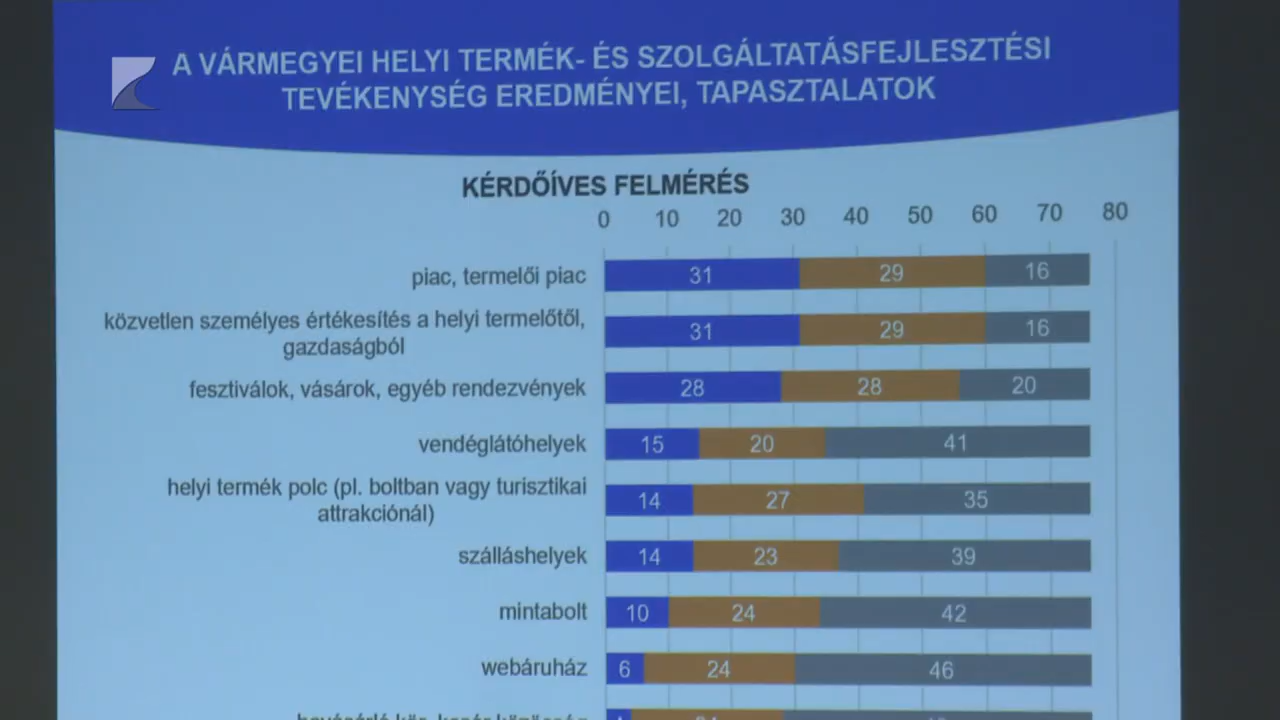 A VÁRMEGYEI HELYI TERMÉK- ÉS SZOLGÁLTATÁSFEJLESZTÉSI
TEVÉKENYSÉG EREDMÉNYEI, TAPASZTALATOK
KÉRDŐÍVES FELMÉRÉS
0 10 20 30 40 50 60 70 80
piac, termelői piac 31 29 16
közvetlen személyes értékesítés a helyi termelőtől,
gazdaságból 31 29 16
fesztiválok, vásárok, egyéb rendezvények 28 28 20
vendéglátóhelyek 15 20 41
helyi termék polc (pl. boltban vagy turisztikai
attrakciónál) 14 27 35
szálláshelyek 14 23 39
mintabolt 10 24 42
webáruház 6 24 46